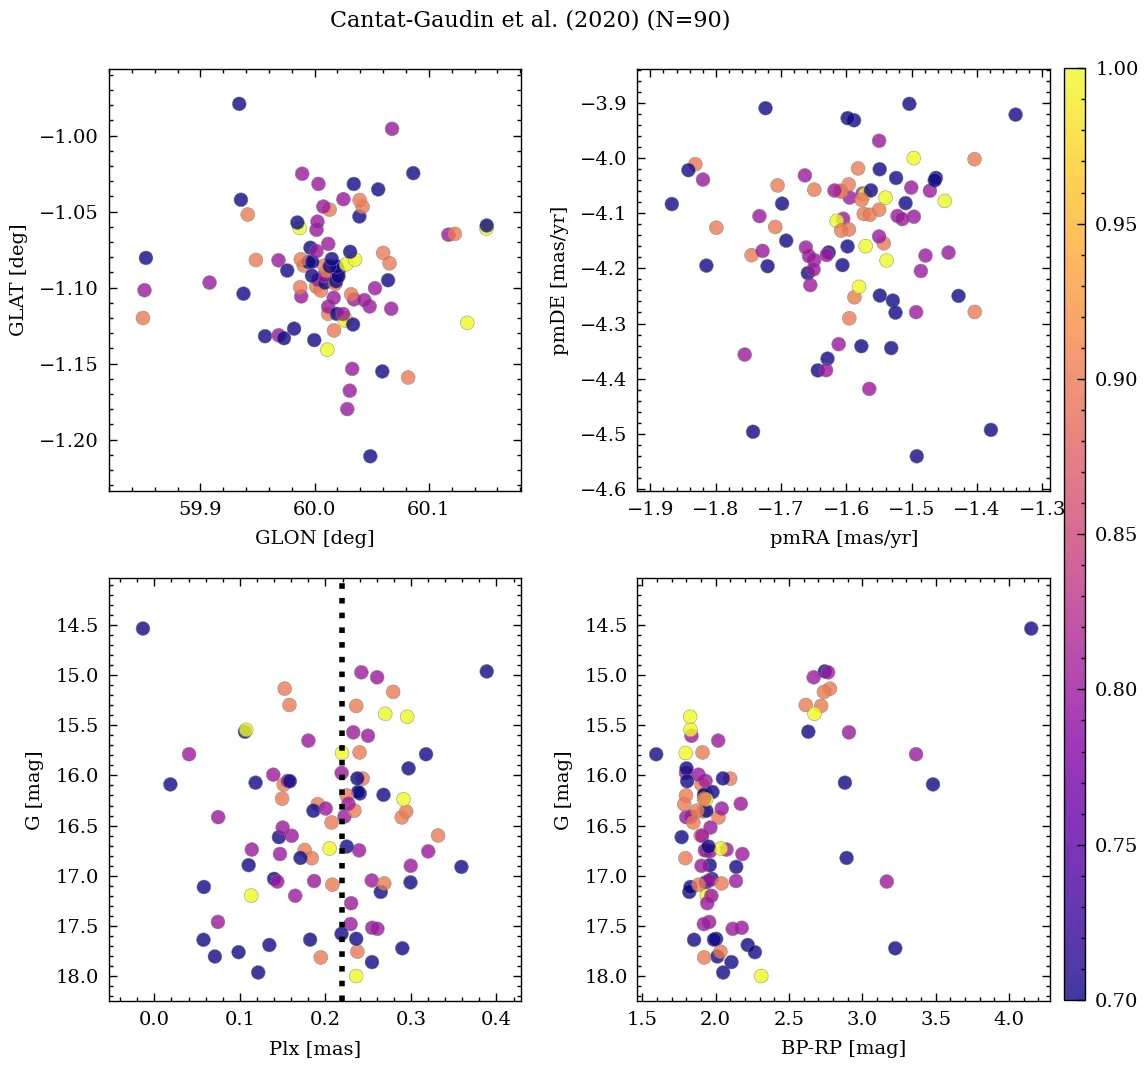 Cantat-Gaudin et al. (2020) (N=90)
−1.00
−1.05
−1.10
−1.15
−1.20
GLAT [deg]
59.9 60.0 60.1
GLON [deg]
−3.9
−4.0
−4.1
−4.2
−4.3
−4.4
−4.5
−4.6
pmDE [mas/yr]
−1.9 −1.8 −1.7 −1.6 −1.5 −1.4 −1.3
pmRA [mas/yr]
14.5
15.0
15.5
16.0
16.5
17.0
17.5
18.0
G [mag]
0.0 0.1 0.2 0.3 0.4
Plx [mas]
14.5
15.0
15.5
16.0
16.5
17.0
17.5
18.0
G [mag]
1.5 2.0 2.5 3.0 3.5 4.0
BP-RP [mag]
1.00
0.95
0.90
0.85
0.80
0.75
0.70